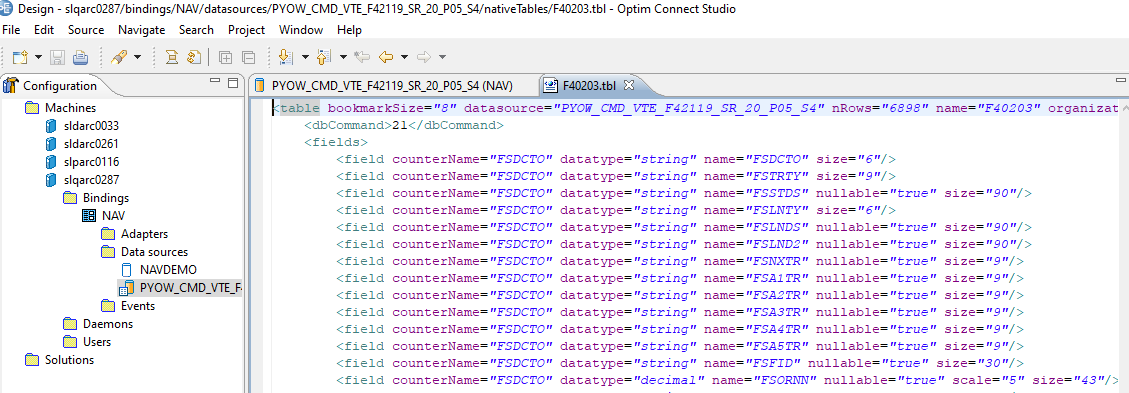 Design - slqarc0287/bindings/NAV/datasources/PYOW_CMD_VTE_F42119_SR_20_P05_S4/nativeTables/F40203.tbl - Optim Connect Studio
File Edit Source Navigate Search Project Window Help
Configuration
Machines
sldarc0033
sldarc0261
slparc0116
slqarc0287
Bindings
NAV
Adapters
Data sources
NAVDEMO
PYOW_CMD_VTE_F
Events
Daemons
Users
Solutions
PYOW_CMD_VTE_F42119_SR_20_P05_S4 (NAV) F40203.tbl
<table bookmarkSize="8" datasource="PYOW_CMD_VTE_F42119_SR_20_P05_S4" nRows="6898" name="F40203" organizat
<dbCommand>2l</dbCommand>
<fields>
<field counterName="FSDCTO" datatype="string" name="FSDCTO" size="6"/>
<field counterName="FSDCTO" datatype="string" name="FSTRTY" size="9"/>
<field counterName="FSDCTO" datatype="string" name="FSSTDS" nullable="true" size="90"/>
<field counterName="FSDCTO" datatype="string" name="FSLNTY" size="6"/>
<field counterName="FSDCTO" datatype="string" name="FSLNDS" nullable="true" size="90"/>
<field counterName="FSDCTO" datatype="string" name="FSLND2" nullable="true" size="90"/>
<field counterName="FSDCTO" datatype="string" name="FSNXTR" nullable="true" size="9"/>
<field counterName="FSDCTO" datatype="string" name="FSA1TR" nullable="true" size="9"/>
<field counterName="FSDCTO" datatype="string" name="FSA2TR" nullable="true" size="9"/>
<field counterName="FSDCTO" datatype="string" name="FSA3TR" nullable="true" size="9"/>
<field counterName="FSDCTO" datatype="string" name="FSA4TR" nullable="true" size="9"/>
<field counterName="FSDCTO" datatype="string" name="FSA5TR" nullable="true" size="9"/>
<field counterName="FSDCTO" datatype="string" name="FSFID" nullable="true" size="30"/>
<field counterName="FSDCTO" datatype="decimal" name="FSORNN" nullable="true" scale="5" size="43"/>